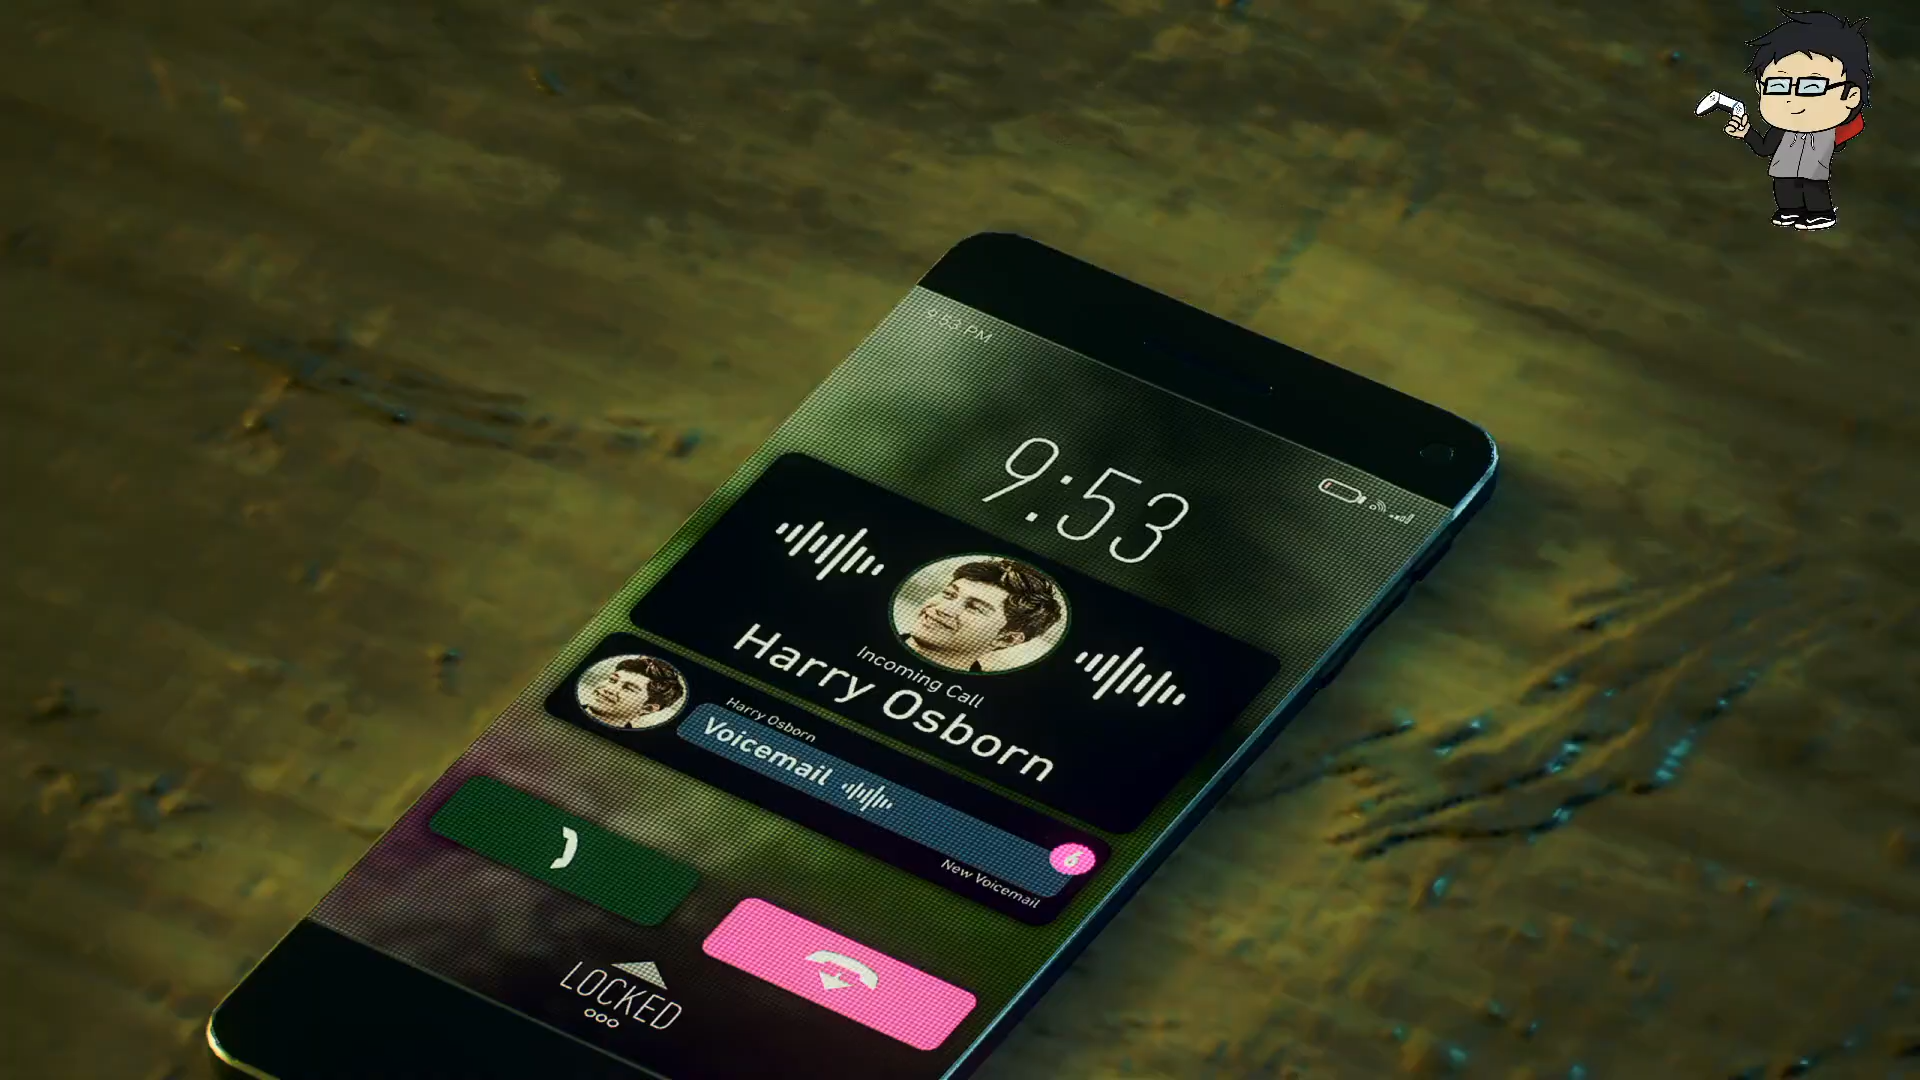 9:53 PM
9:53
Incoming Call
Harry Osborn
Harry Osborn
Voicemail
6
New Voicemail
LOCKED